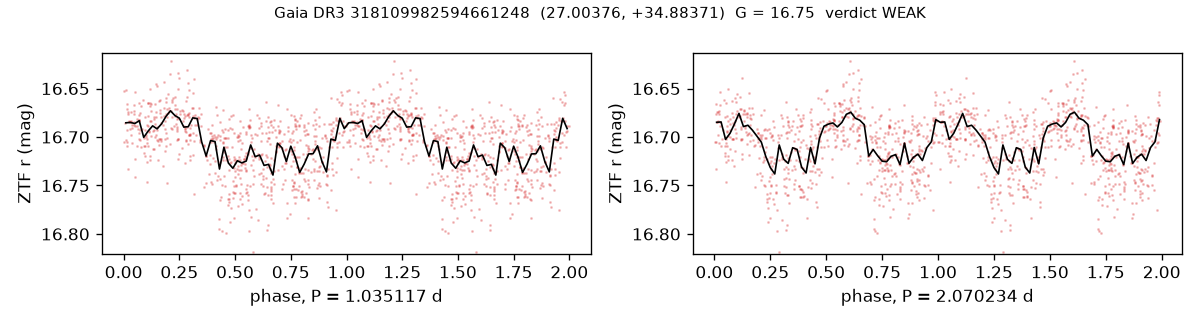 Gaia DR3 318109982594661248 (27.00376, +34.88371) G = 16.75 verdict WEAK
ZTF r (mag)
16.65
16.70
16.75
16.80
0.00 0.25 0.50 0.75 1.00 1.25 1.50 1.75 2.00
phase, P = 1.035117 d
ZTF r (mag)
16.65
16.70
16.75
16.80
0.00 0.25 0.50 0.75 1.00 1.25 1.50 1.75 2.00
phase, P = 2.070234 d